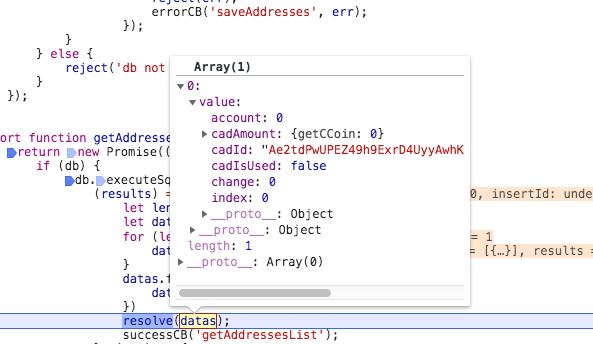 reject(err);
errorCB('saveAddresses', err);
});
}
} else {
reject('db not
}
});
Array(1)
0:
value:
account: 0
cadAmount: {getCCoin: 0}
cadId: "Ae2tdPwUPEZ49h9ExrD4UyyAwhK
cadIsUsed: false
change: 0
index: 0
__proto__: Object
__proto__: Object
length: 1
__proto__: Array(0)
ort function getAddresse
return new Promise((
if (db) {
db. executeSq
(results) = 0, insertId: unde
let len
let dat
for (le = 1
dat = [{…}], results =
}
datas.f
dat
})
resolve(datas);
successCB('getAddressesList');